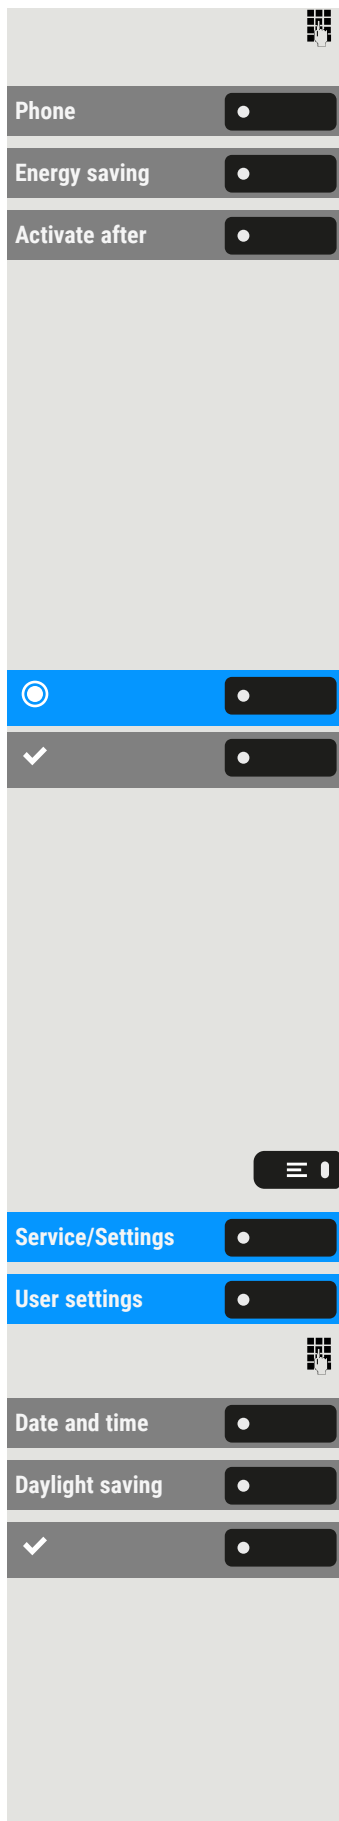 Phone
Energy saving
Activate after
Service/Settings
User settings
Date and time
Daylight saving